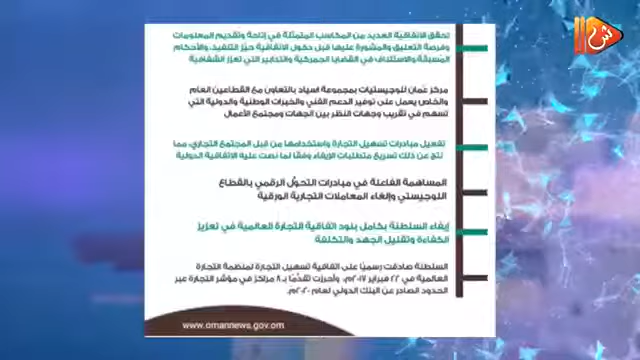 تحقق الاتفاقية العديد من المكاسب المتمثلة في إتاحة وتقديم المعلومات
وفرصة التعليق والمشورة عليها قبل دخول الاتفاقية حيّز التنفيذ، والأحكام
المسبقة والاستئناف في القضايا الجمركية والتدابير التي تعزز الشفافية
مركز عُمان للوجيستيات بمجموعة اسياد بالتعاون مع القطاعين العام
والخاص يعمل على توفير الدعم الفني والخبرات الوطنية والدولية التي
تسهم في تقريب وجهات النظر بين الجهات ومجتمع الأعمال
تفعيل مبادرات تسهيل التجارة واستخدامها من قبل المجتمع التجاري، مما
نتج عن ذلك تسريع متطلبات الإيفاء وفقًا لما نصت عليه الاتفاقية الدولية
المساهمة الفاعلة في مبادرات التحوّل الرقمي بالقطاع
اللوجيستي وإلغاء المعاملات التجارية الورقية
إيفاء السلطنة بكامل بنود اتفاقية التجارة العالمية في تعزيز
الكفاءة وتقليل الجهد والتكلفة
السلطنة صادقت رسميًا على اتفاقية تسهيل التجارة لمنظمة التجارة
العالمية في ٢٢ فبراير ٢٠١٧م، وأحرزت تقدّمًا بـ ٨ مراكز في مؤشر التجارة عبر
الحدود الصادر عن البنك الدولي لعام ٢٠٢٠م.
www.omannews.gov.om